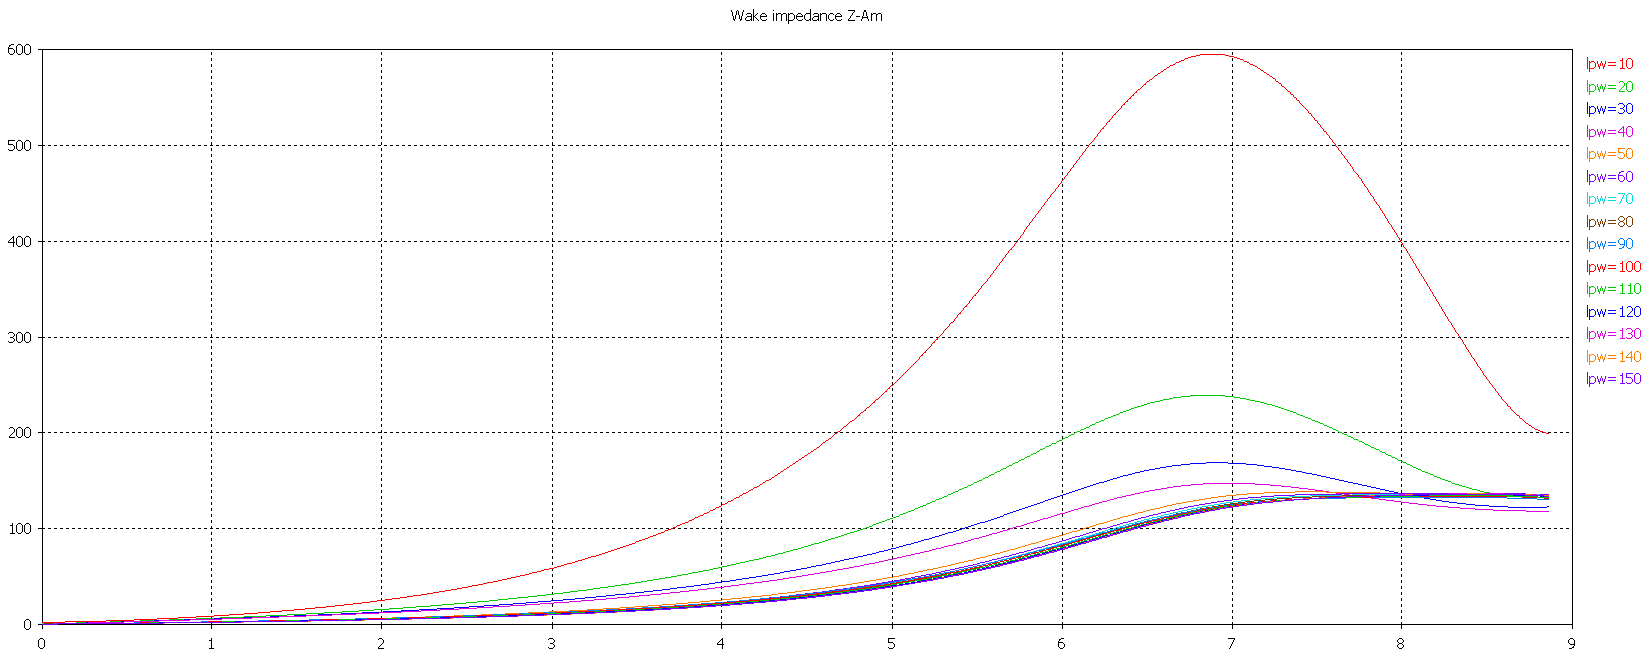 Wake impedance Z-Am
600
500
400
300
200
100
0
0 1 2 3 4 5 6 7 8 9
lpw=10
lpw=20
lpw=30
lpw=40
lpw=50
lpw=60
lpw=70
lpw=80
lpw=90
lpw=100
lpw=110
lpw=120
lpw=130
lpw=140
lpw=150